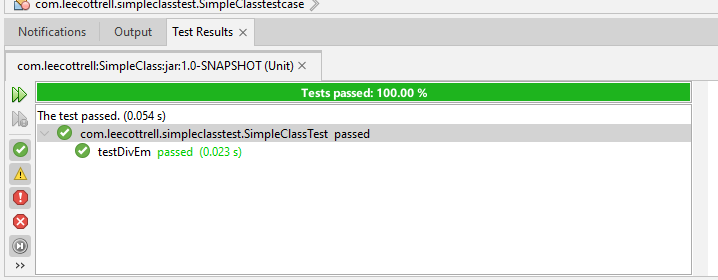 com.leecottrell.simpleclasstest.SimpleClasstestcase
Notifications Output Test Results
com.leecottrell:SimpleClass:jar:1.0-SNAPSHOT (Unit)
Tests passed: 100.00 %
The test passed. (0.054 s)
com.leecottrell.simpleclasstest.SimpleClassTest passed
testDivEm passed (0.023 s)